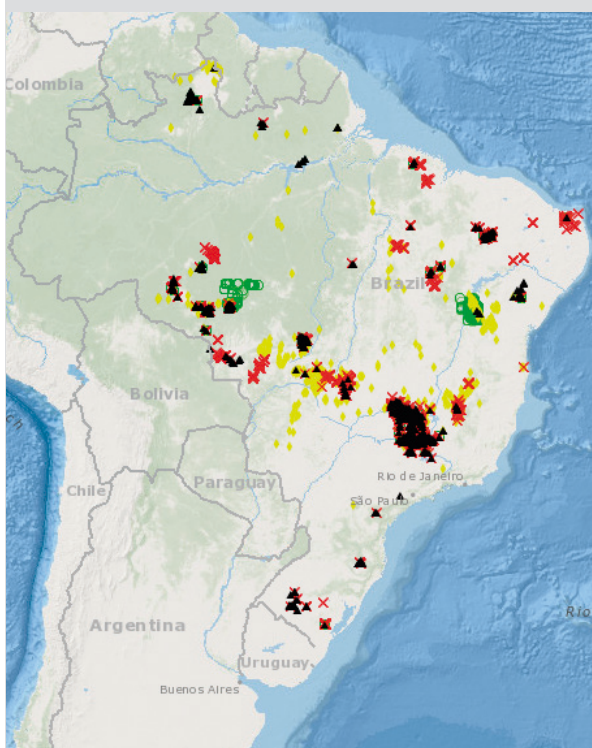 Colombia
Brazil
Bolivia
Paraguay
Rio de Janeiro
Chile
São Paulo
Argentina
Rio
Uruguay
Buenos Aires